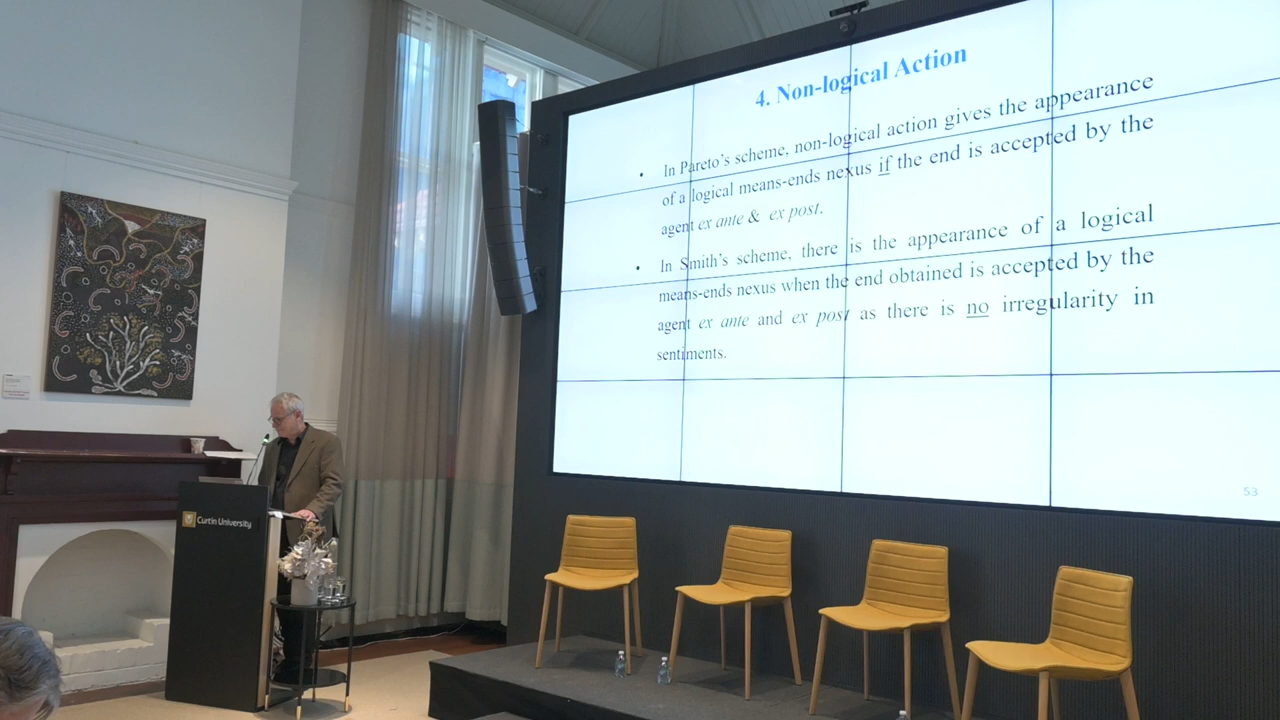 4. Non-logical Action
• In Pareto's scheme, non-logical action gives the appearance
of a logical means-ends nexus if the end is accepted by the
agent ex ante & ex post.
• In Smith's scheme, there is the appearance of a logical
means-ends nexus when the end obtained is accepted by the
agent ex ante and ex post as there is no irregularity in
sentiments.
53
Curtin University